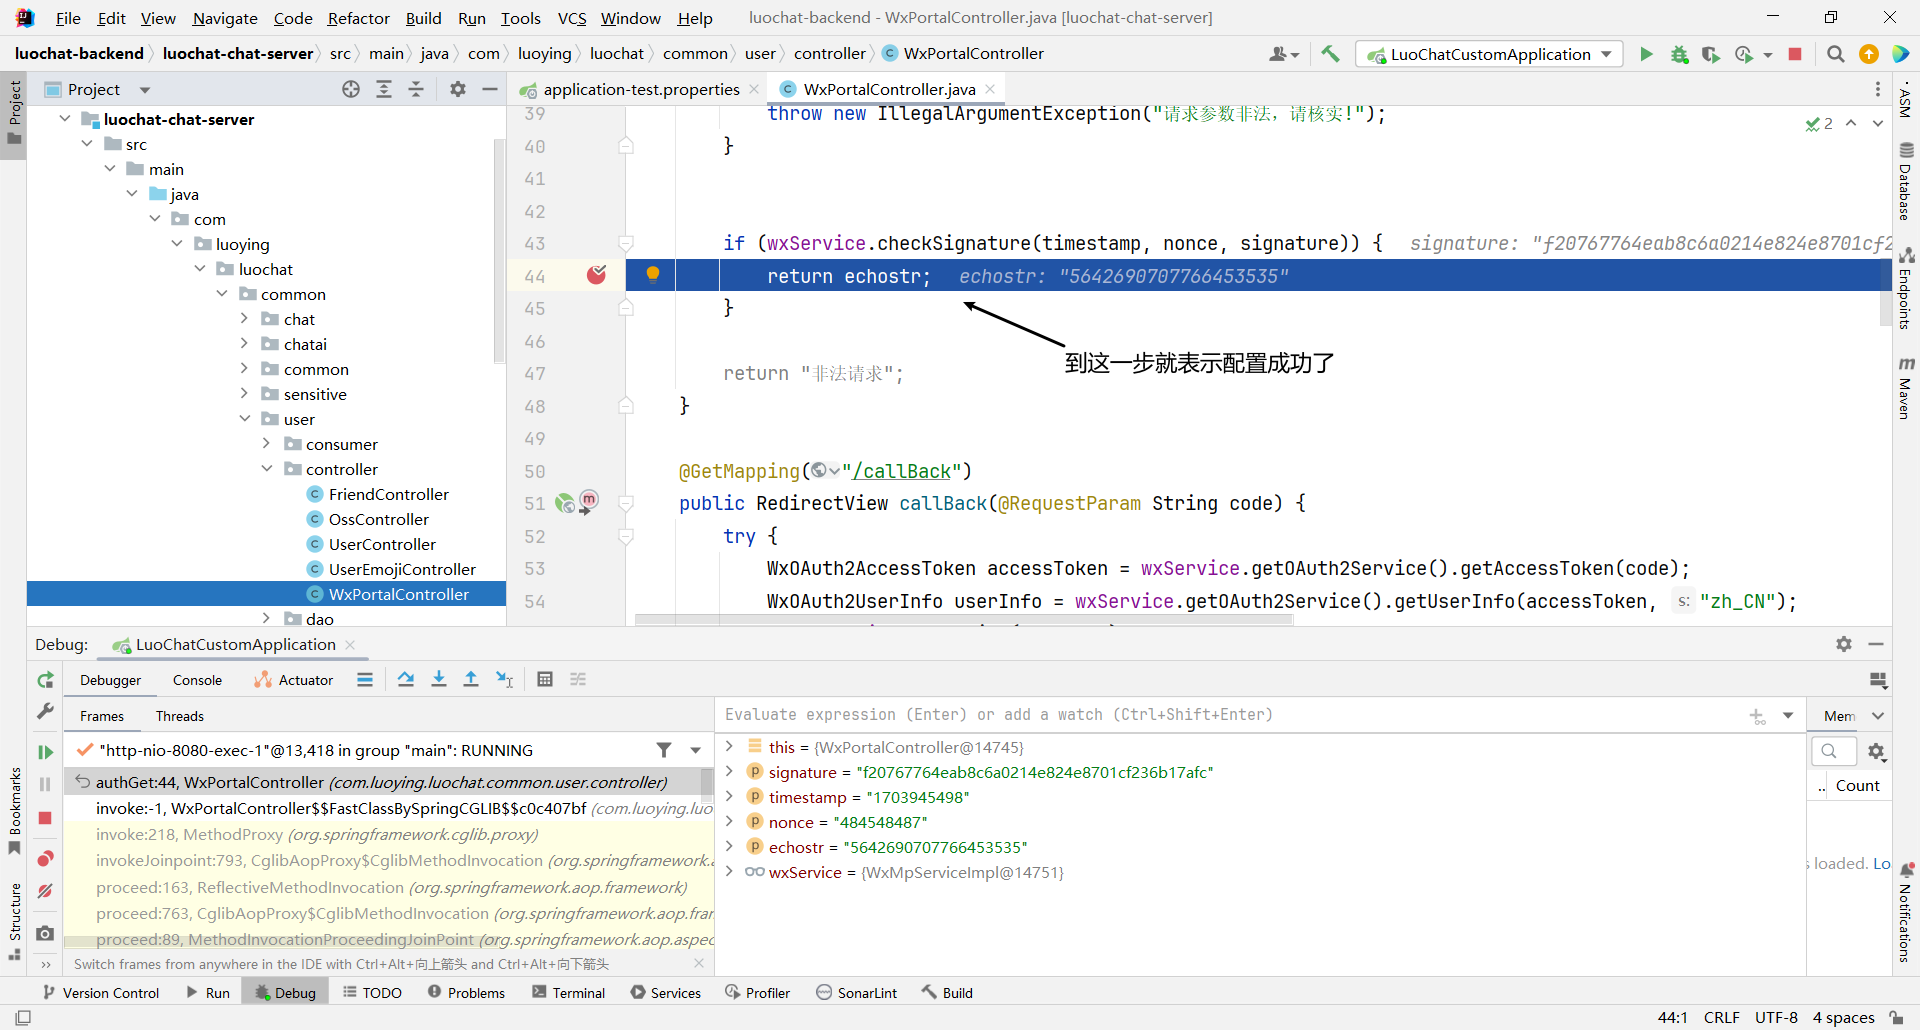 File Edit View Navigate Code Refactor Build Run Tools VCS Window Help luochat-backend - WxPortalController.java [luochat-chat-server]
luochat-backend luochat-chat-server src main java com luoying luochat common user controller WxPortalController LuoChatCustomApplication
Project
Project
application-test.properties
WxPortalController.java
luochat-chat-server
src
main
java
com
luoying
luochat
common
chat
chatai
common
sensitive
user
consumer
controller
FriendController
OssController
UserController
UserEmojiController
WxPortalController
dao
39 throw new IllegalArgumentException("请求参数非法，请核实!");
40 }
41
42
43 if (wxService.checkSignature(timestamp, nonce, signature)) { signature: "f20767764eab8c6a0214e824e8701cf2
44 return echostr; echostr: "5642690707766453535"
45 }
46
到这一步就表示配置成功了
47 return "非法请求";
48 }
49
50 @GetMapping("/callBack")
51 public RedirectView callBack(@RequestParam String code) {
52 try {
53 WxOAuth2AccessToken accessToken = wxService.getOAuth2Service().getAccessToken(code);
54 WxOAuth2UserInfo userInfo = wxService.getOAuth2Service().getUserInfo(accessToken, s: "zh_CN");
2
ASM
Database
Endpoints
Maven
Notifications
Debug: LuoChatCustomApplication
Debugger Console Actuator
Frames Threads
"http-nio-8080-exec-1"@13,418 in group "main": RUNNING
authGet:44, WxPortalController (com.luoying.luochat.common.user.controller)
invoke:-1, WxPortalController$$FastClassBySpringCGLIB$$c0c407bf (com.luoying.luo
invoke:218, MethodProxy (org.springframework.cglib.proxy)
invokeJoinpoint:793, CglibAopProxy$CglibMethodInvocation (org.springframework.a
proceed:163, ReflectiveMethodInvocation (org.springframework.aop.framework)
proceed:763, CglibAopProxy$CglibMethodInvocation (org.springframework.aop.fram
proceed:89, MethodInvocationProceedingJoinPoint (org.springframework.aop.aspec
Switch frames from anywhere in the IDE with Ctrl+Alt+向上箭头 and Ctrl+Alt+向下箭头
Evaluate expression (Enter) or add a watch (Ctrl+Shift+Enter)
this = {WxPortalController@14745}
signature = "f20767764eab8c6a0214e824e8701cf236b17afc"
timestamp = "1703945498"
nonce = "484548487"
echostr = "5642690707766453535"
wxService = {WxMpServiceImpl@14751}
Mem
.. Count
s loaded. Lo
Bookmarks
Structure
Version Control Run Debug TODO Problems Terminal Services Profiler SonarLint Build
44:1 CRLF UTF-8 4 spaces